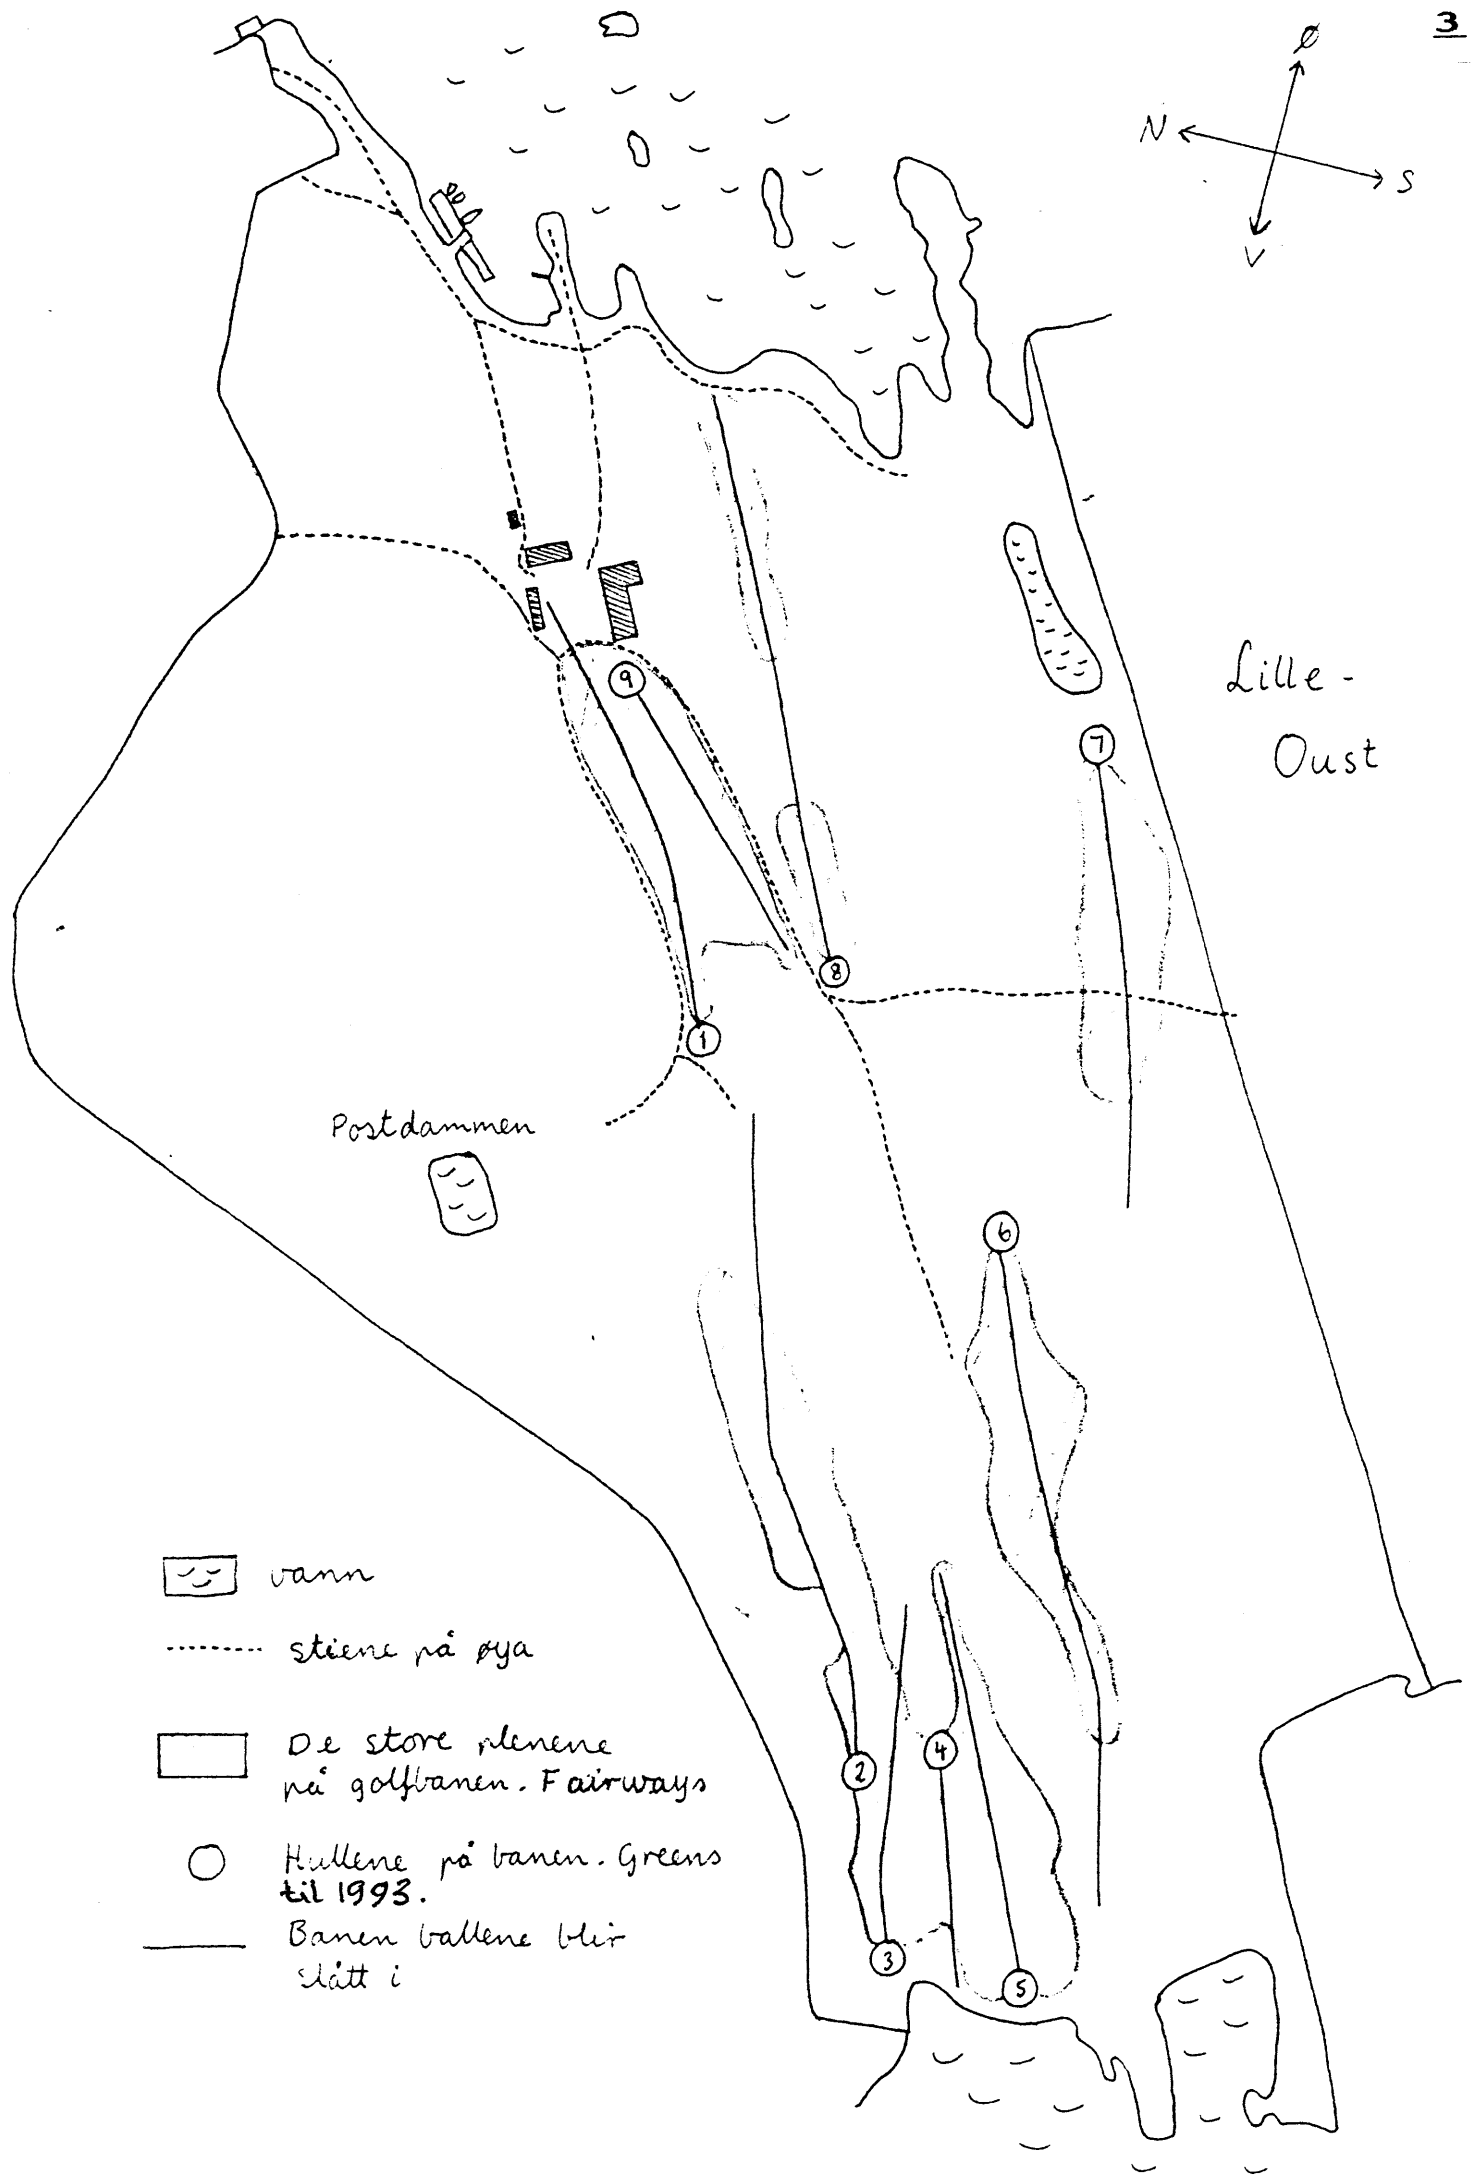 3
Ø
N
S
V
Lille-
Oust
9
7
8
1
Postdammen
6
vann
stiene på øya
De store plenene
på golfbanen. Fairways
2
4
Hullene på banen. Greens
til 1993.
3
5
Banen ballene blir
slått i